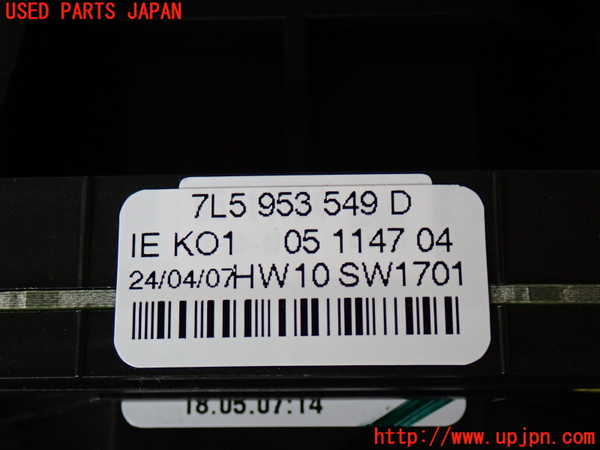 USED PARTS JAPAN
7L5 953 549 D
IE KO1 05 1147 04
24/04/07HW10 SW1701
18.05.07:14
http://www.upjpn.com